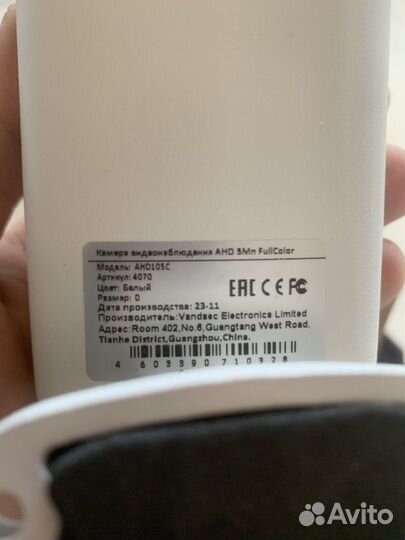 Камера видеонаблюдения AHD 5Мп FullColor
Модель: AHD105C
Артикул: 4070
Цвет: Белый
Размер: 0
Дата производства: 23-11
EAC CE FC
Производитель:Vandsec Electronics Limited
Адрес:Room 402,No.6,Guangtang West Road,
Tianhe District,Guangzhou,China.
4 603390 710328
Avito